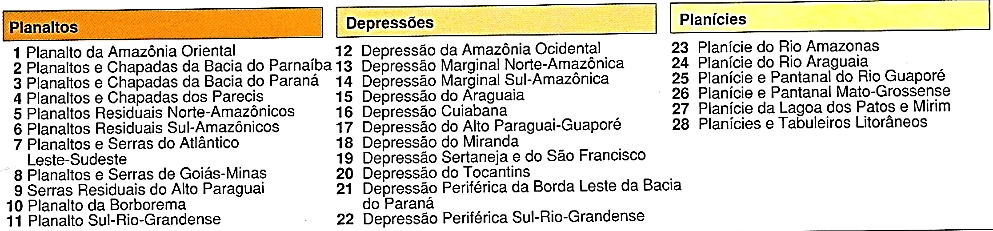 Planaltos
1 Planalto da Amazônia Oriental
2 Planaltos e Chapadas da Bacia do Parnaíba
3 Planaltos e Chapadas da Bacia do Paraná
4 Planaltos e Chapadas dos Parecis
5 Planaltos Residuais Norte-Amazônicos
6 Planaltos Residuais Sul-Amazônicos
7 Planaltos e Serras do Atlântico
Leste-Sudeste
8 Planaltos e Serras de Goiás-Minas
9 Serras Residuais do Alto Paraguai
10 Planalto da Borborema
11 Planalto Sul-Rio-Grandense
Depressões
12 Depressão da Amazônia Ocidental
13 Depressão Marginal Norte-Amazônica
14 Depressão Marginal Sul-Amazônica
15 Depressão do Araguaia
16 Depressão Cuiabana
17 Depressão do Alto Paraguai-Guaporé
18 Depressão do Miranda
19 Depressão Sertaneja e do São Francisco
20 Depressão do Tocantins
21 Depressão Periférica da Borda Leste da Bacia
do Paraná
22 Depressão Periférica Sul-Rio-Grandense
Planícies
23 Planície do Rio Amazonas
24 Planície do Rio Araguaia
25 Planície e Pantanal do Rio Guaporé
26 Planície e Pantanal Mato-Grossense
27 Planície da Lagoa dos Patos e Mirim
28 Planícies e Tabuleiros Litorâneos